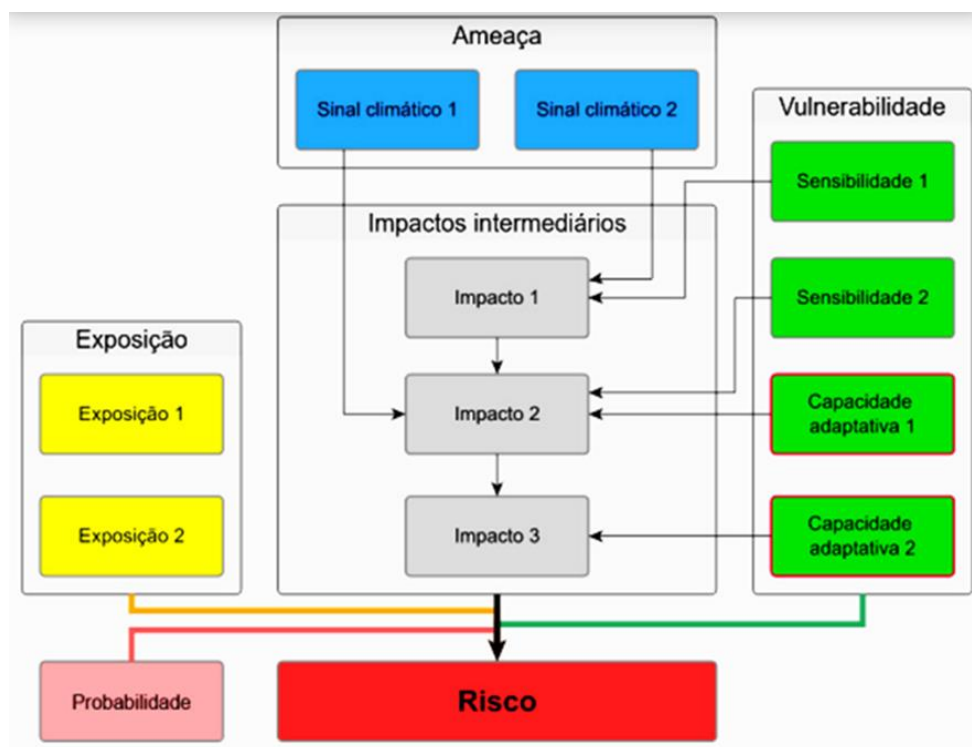 Ameaça
Sinal climático 1
Sinal climático 2
Vulnerabilidade
Sensibilidade 1
Impactos intermediários
Impacto 1
Sensibilidade 2
Exposição
Exposição 1
Impacto 2
Capacidade
adaptativa 1
Exposição 2
Impacto 3
Capacidade
adaptativa 2
Probabilidade
Risco